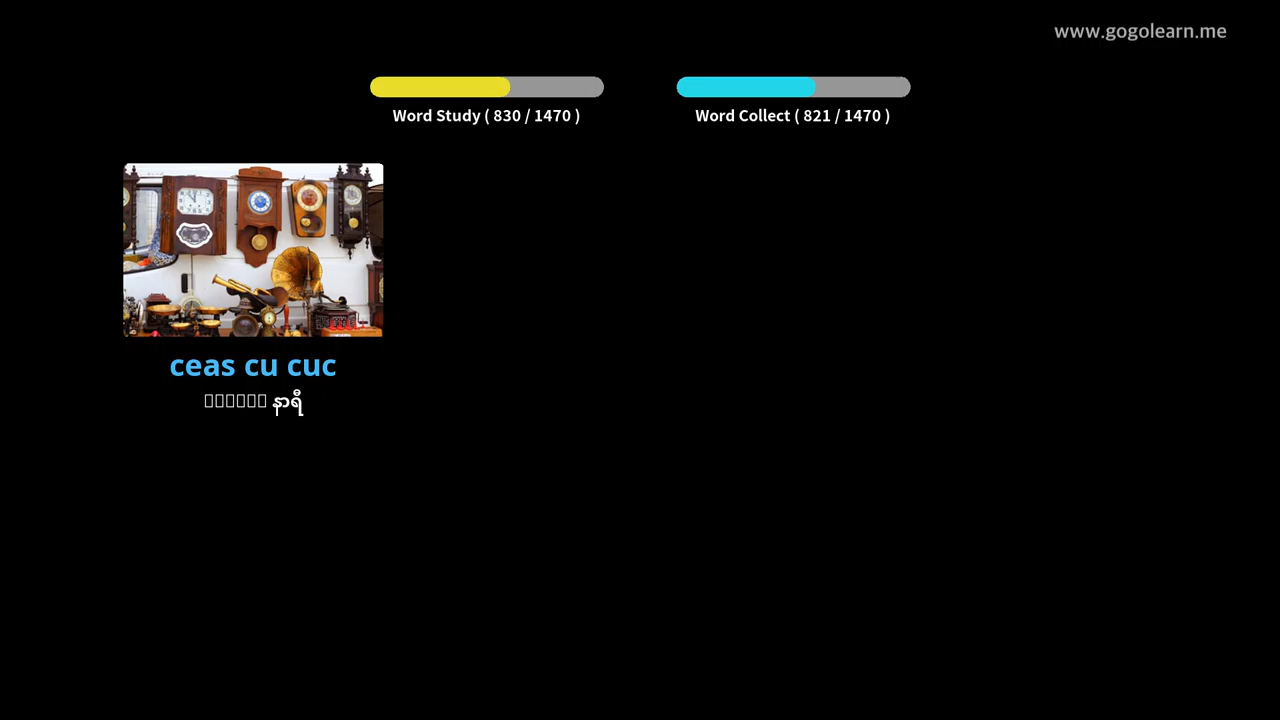 www.gogolearn.me
Word Study ( 830 / 1470 )
Word Collect ( 821 / 1470 )
ceas cu cuc
နာရီ